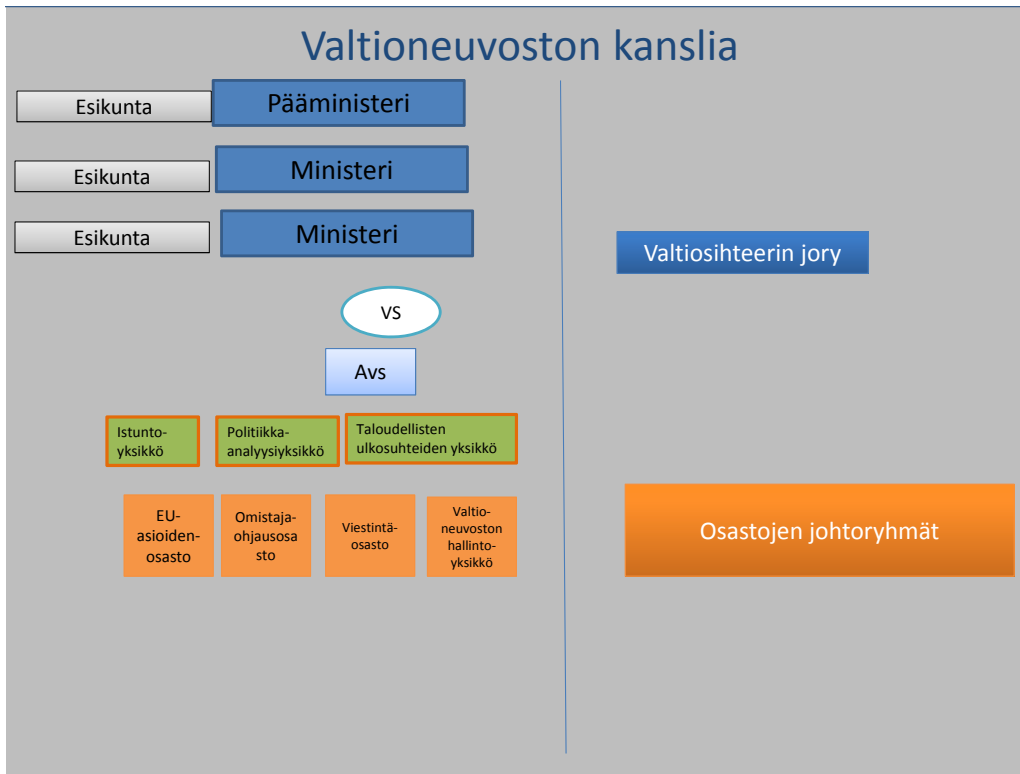 Valtioneuvoston kanslia
Esikunta
Pääministeri
Esikunta
Ministeri
Esikunta
Ministeri
Valtiosihteerin jory
VS
Avs
Istunto-
yksikkö
Politiikka-
analyysiyksikkö
Taloudellisten
ulkosuhteiden yksikkö
EU-
asioiden-
osasto
Omistaja-
ohjausosa
sto
Viestintä-
osasto
Valtio-
neuvoston
hallinto-
yksikkö
Osastojen johtoryhmät